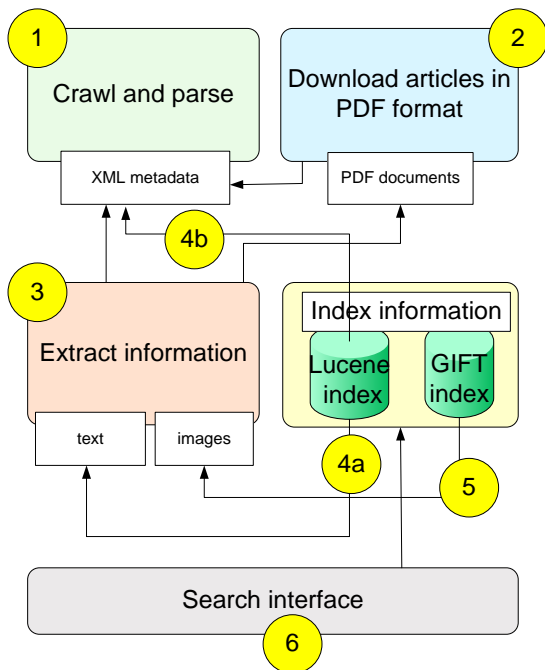 1
Crawl and parse
2
Download articles in
PDF format
XML metadata
PDF documents
4b
3
Extract information
Index information
Lucene
index
GIFT
index
text
images
4a
5
Search interface
6